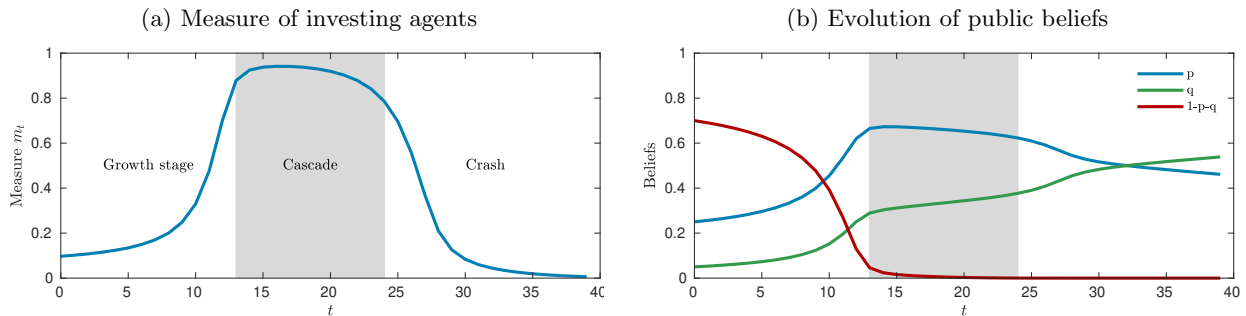 (a) Measure of investing agents
1
0.8
0.6
0.4
0.2
0
Measure m_t
Growth stage
Cascade
Crash
0 5 10 15 20 25 30 35 40
t
(b) Evolution of public beliefs
1
0.8
0.6
0.4
0.2
0
Beliefs
p
q
1-p-q
0 5 10 15 20 25 30 35 40
t